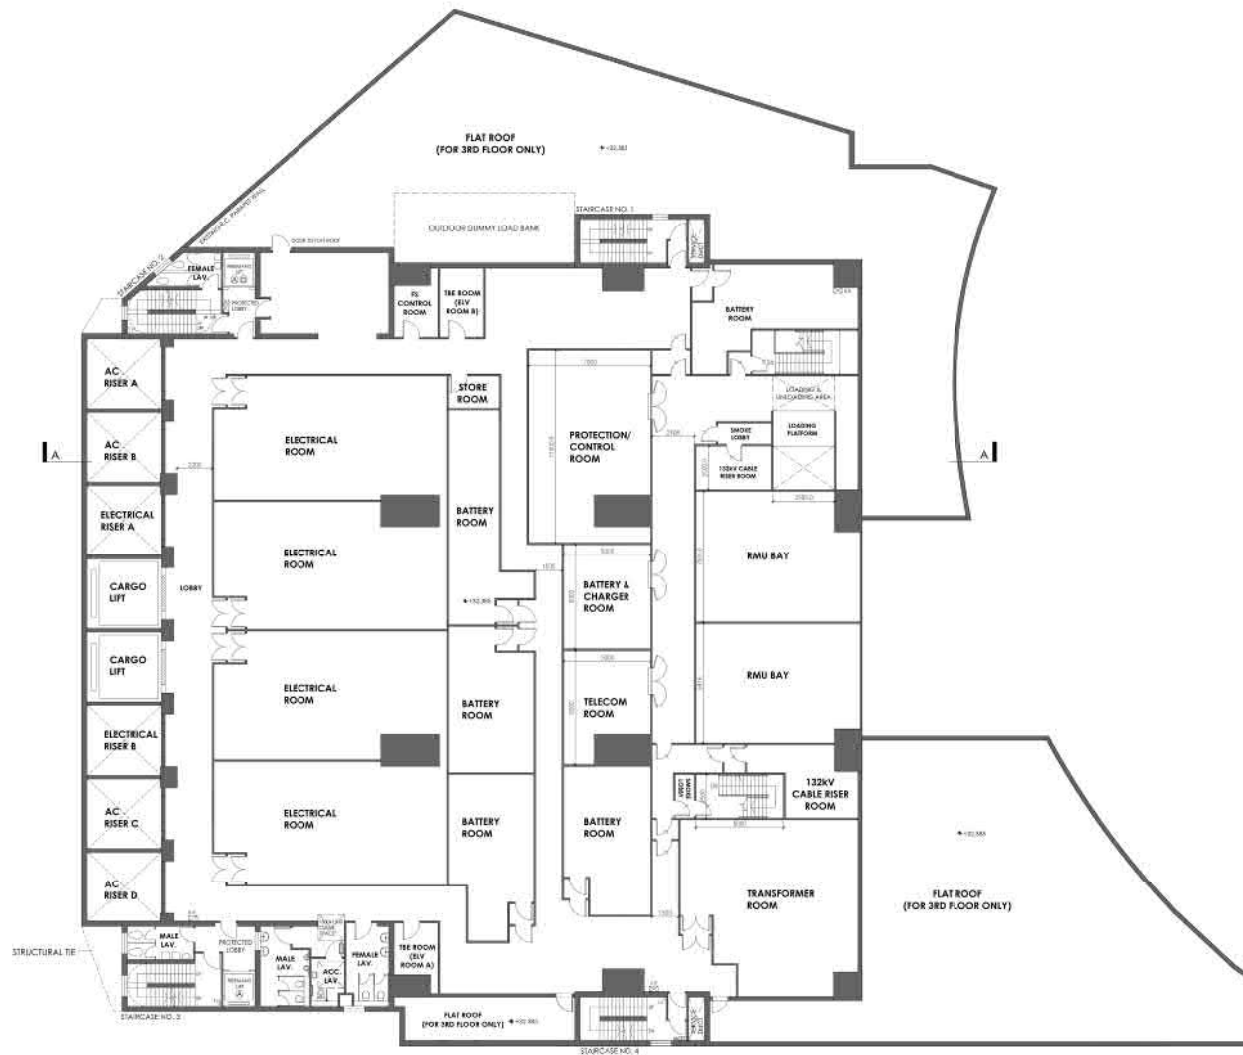 FLAT ROOF
(FOR 3RD FLOOR ONLY)
STAIRCASE NO. 1
OUTDOOR DUMMY LOAD BANK
STAIRCASE NO. 2
FEMALE
LAV.
PROTECTED
LOBBY
FS
CONTROL
ROOM
TBE ROOM
(ELV
ROOM B)
BATTERY
ROOM
AC
RISER A
STORE
ROOM
LOADING &
UNLOADING AREA
LOADING
PLATFORM
SMOKE
LOBBY
ELECTRICAL
ROOM
PROTECTION/
CONTROL
ROOM
AC
RISER B
A
A
132kV CABLE
RISER ROOM
ELECTRICAL
RISER A
BATTERY
ROOM
ELECTRICAL
ROOM
RMU BAY
CARGO
LIFT
LOBBY
BATTERY &
CHARGER
ROOM
CARGO
LIFT
ELECTRICAL
ROOM
RMU BAY
BATTERY
ROOM
TELECOM
ROOM
ELECTRICAL
RISER B
132kV
CABLE RISER
ROOM
SMOKE
LOBBY
AC
RISER C
ELECTRICAL
ROOM
BATTERY
ROOM
BATTERY
ROOM
AC
RISER D
TRANSFORMER
ROOM
FLAT ROOF
(FOR 3RD FLOOR ONLY)
STRUCTURAL TIE
MALE
LAV.
PROTECTED
LOBBY
MALE
LAV.
ACC.
LAV.
FEMALE
LAV.
TBE ROOM
(ELV
ROOM A)
STAIRCASE NO. 3
FLAT ROOF
(FOR 3RD FLOOR ONLY)
STAIRCASE NO. 4